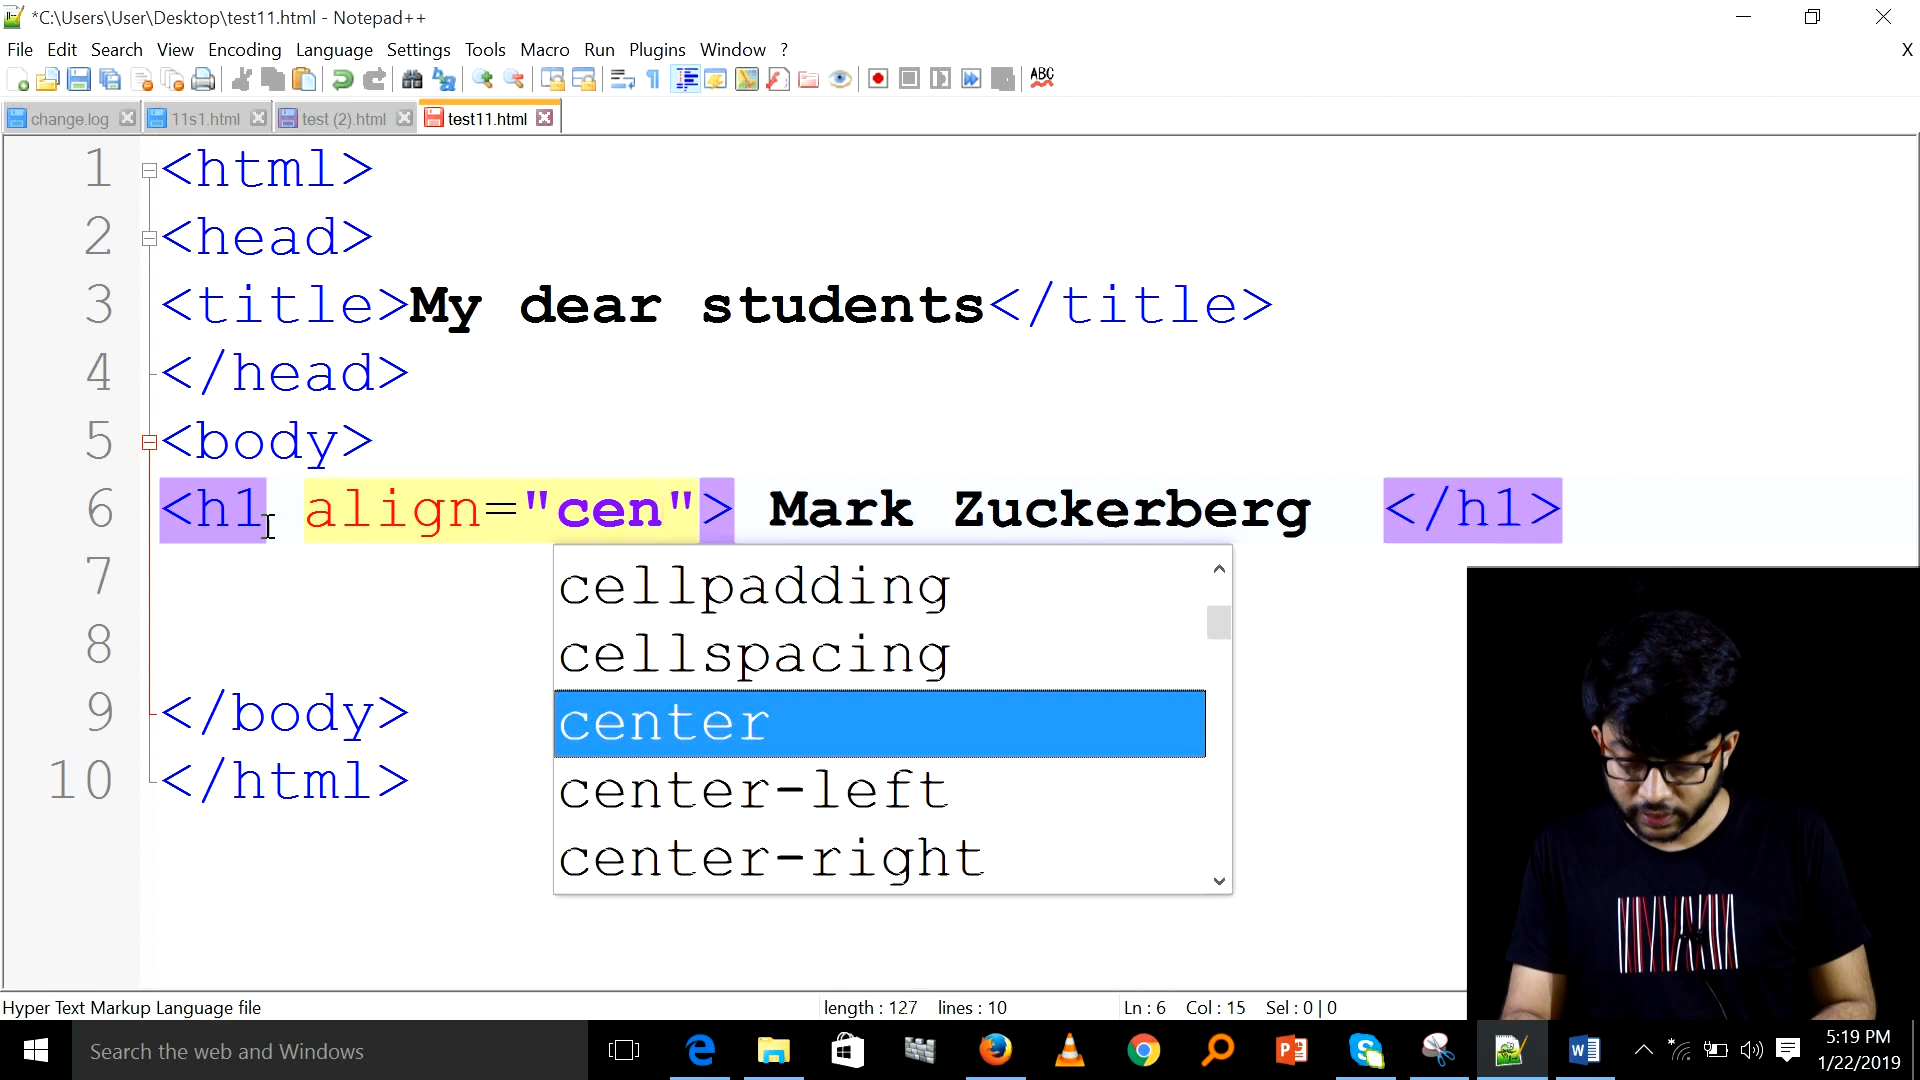 *C:\Users\User\Desktop\test11.html - Notepad++
File Edit Search View Encoding Language Settings Tools Macro Run Plugins Window ? X
ABC
change.log 11s1.html test (2).html test11.html
1 <html>
2 <head>
3 <title>My dear students</title>
4 </head>
5 <body>
6 <h1 align="cen"> Mark Zuckerberg </h1>
7
8
9 </body>
10 </html>
cellpadding
cellspacing
center
center-left
center-right
Hyper Text Markup Language file length : 127 lines : 10 Ln : 6 Col : 15 Sel : 0 | 0
Search the web and Windows
5:19 PM
1/22/2019